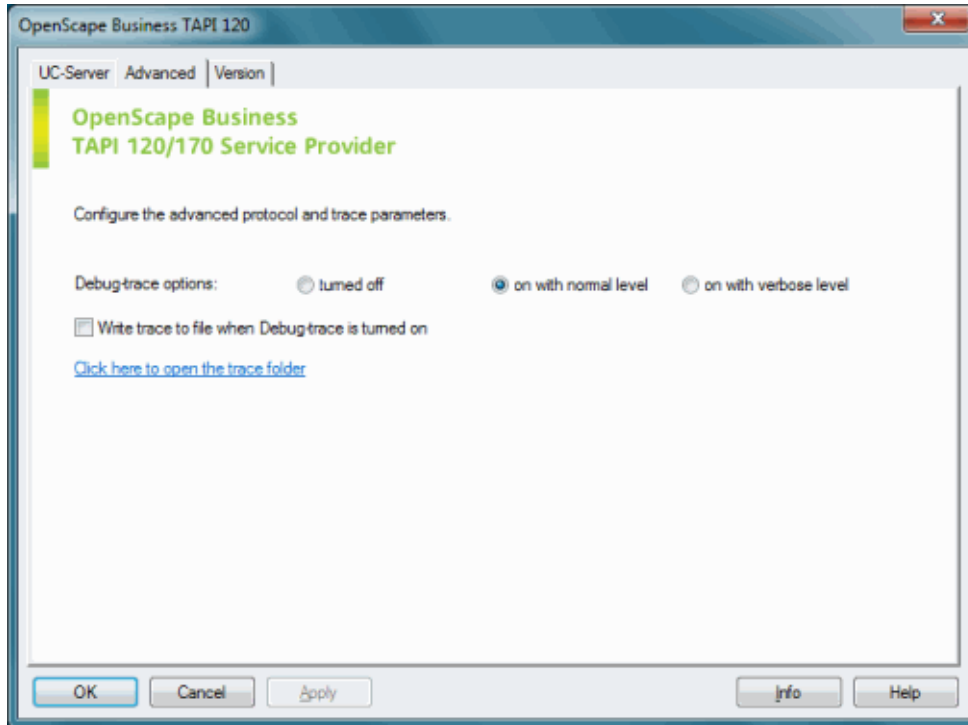 OpenScape Business TAPI 120
UC-Server Advanced Version
OpenScape Business
TAPI 120/170 Service Provider
Configure the advanced protocol and trace parameters.
Debug-trace options: turned off on with normal level on with verbose level
Write trace to file when Debug-trace is turned on
Click here to open the trace folder
OK Cancel Apply Info Help